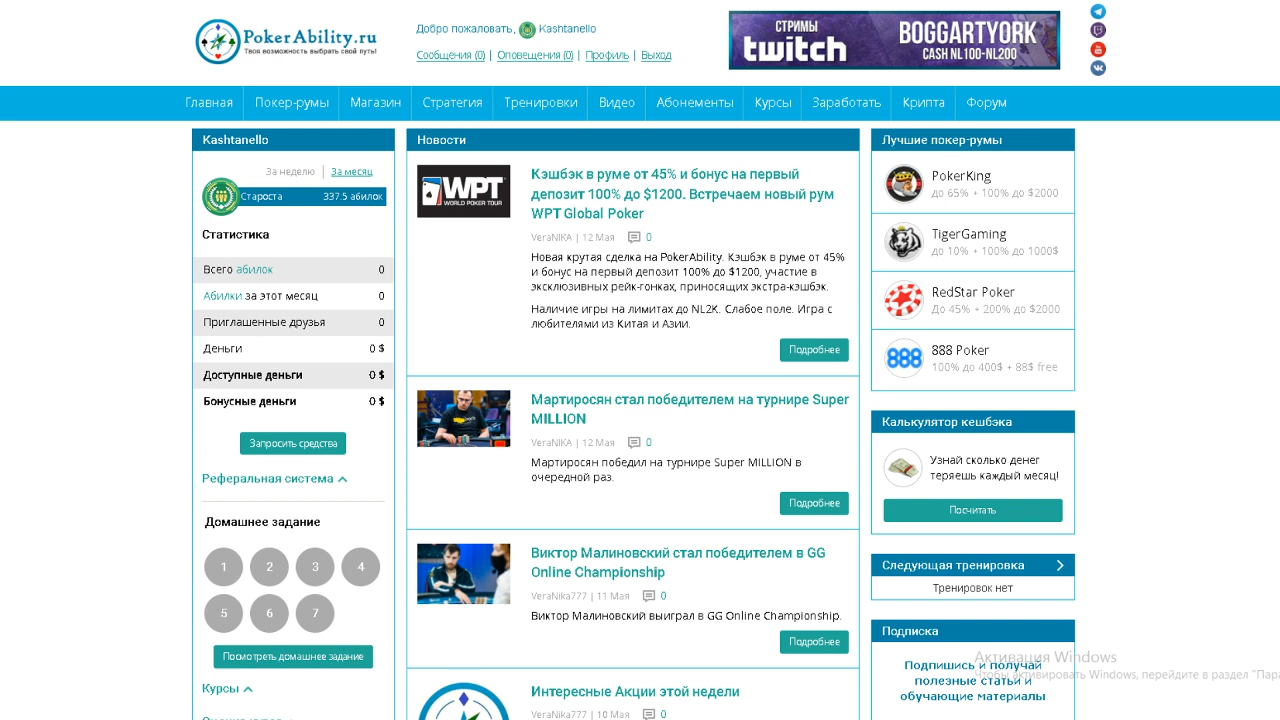 PokerAbility.ru
Твоя возможность выбрать свой путь!
Добро пожаловать, Kashtanello
Сообщения (0) | Оповещения (0) | Профиль | Выход
СТРИМЫ
twitch
BOGGARTYORK
CASH NL100-NL200
Главная Покер-румы Магазин Стратегия Тренировки Видео Абонементы Курсы Заработать Крипта Форум
Kashtanello
За неделю | За месяц
Староста 337.5 абилок
Статистика
Всего абилок 0
Абилки за этот месяц 0
Приглашенные друзья 0
Деньги 0 $
Доступные деньги 0 $
Бонусные деньги 0 $
Запросить средства
Реферальная система
Домашнее задание
1 2 3 4
5 6 7
Посмотреть домашнее задание
Курсы
Новости
WPT
WORLD POKER TOUR
Кэшбэк в руме от 45% и бонус на первый
депозит 100% до $1200. Встречаем новый рум
WPT Global Poker
VeraNIKA | 12 Мая 0
Новая крутая сделка на PokerAbility. Кэшбэк в руме от 45%
и бонус на первый депозит 100% до $1200, участие в
эксклюзивных рейк-гонках, приносящих экстра-кэшбэк.
Наличие игры на лимитах до NL2K. Слабое поле. Игра с
любителями из Китая и Азии.
Подробнее
Мартиросян стал победителем на турнире Super
MILLION
VeraNIKA | 12 Мая 0
Мартиросян победил на турнире Super MILLION в
очередной раз.
Подробнее
Виктор Малиновский стал победителем в GG
Online Championship
VeraNika777 | 11 Мая 0
Виктор Малиновский выиграл в GG Online Championship.
Подробнее
Интересные Акции этой недели
VeraNika777 | 10 Мая 0
Лучшие покер-румы
PokerKing
до 65% + 100% до $2000
TigerGaming
до 10% + 100% до 1000$
RedStar Poker
До 45% + 200% до $2000
888
888 Poker
100% до 400$ + 88$ free
Калькулятор кешбэка
Узнай сколько денег
теряешь каждый месяц!
Посчитать
Следующая тренировка
Тренировок нет
Подписка
Подпишись и получай
полезные статьи и
обучающие материалы
Активация Windows
Чтобы активировать Windows, перейдите в раздел "Пара